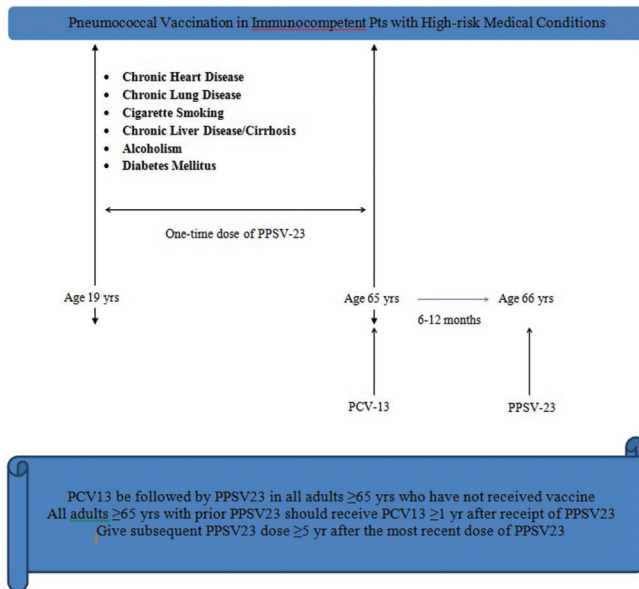 Pneumococcal Vaccination in Immunocompetent Pts with High-risk Medical Conditions
• Chronic Heart Disease
• Chronic Lung Disease
• Cigarette Smoking
• Chronic Liver Disease/Cirrhosis
• Alcoholism
• Diabetes Mellitus
One-time dose of PPSV-23
Age 19 yrs
Age 65 yrs
Age 66 yrs
6-12 months
PCV-13
PPSV-23
PCV13 be followed by PPSV23 in all adults ≥65 yrs who have not received vaccine
All adults ≥65 yrs with prior PPSV23 should receive PCV13 ≥1 yr after receipt of PPSV23
Give subsequent PPSV23 dose ≥5 yr after the most recent dose of PPSV23